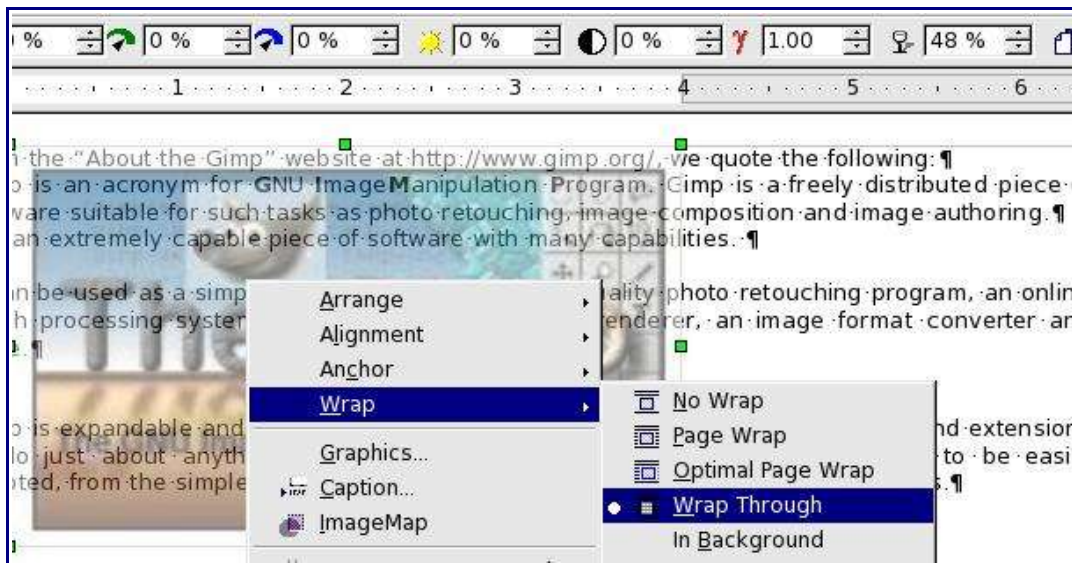 % 0 % 0 % 0 % 0 % 1.00 48 %
1 2 3 4 5 6
the “About the Gimp” website at http://www.gimp.org/, we quote the following: ¶
is an acronym for GNU Image Manipulation Program. Gimp is a freely distributed piece
ware suitable for such tasks as photo retouching, image composition and image authoring.¶
an extremely capable piece of software with many capabilities. ¶
be used as a simp
ality photo retouching program, an onlin
h processing syster
enderer, an image format converter ar
¶
is expandable and
nd extension
just about anyth
to be easi
ted, from the simple
.¶
The GNU Im
Arrange
Alignment
Anchor
Wrap
Graphics...
Caption...
ImageMap
No Wrap
Page Wrap
Optimal Page Wrap
Wrap Through
In Background